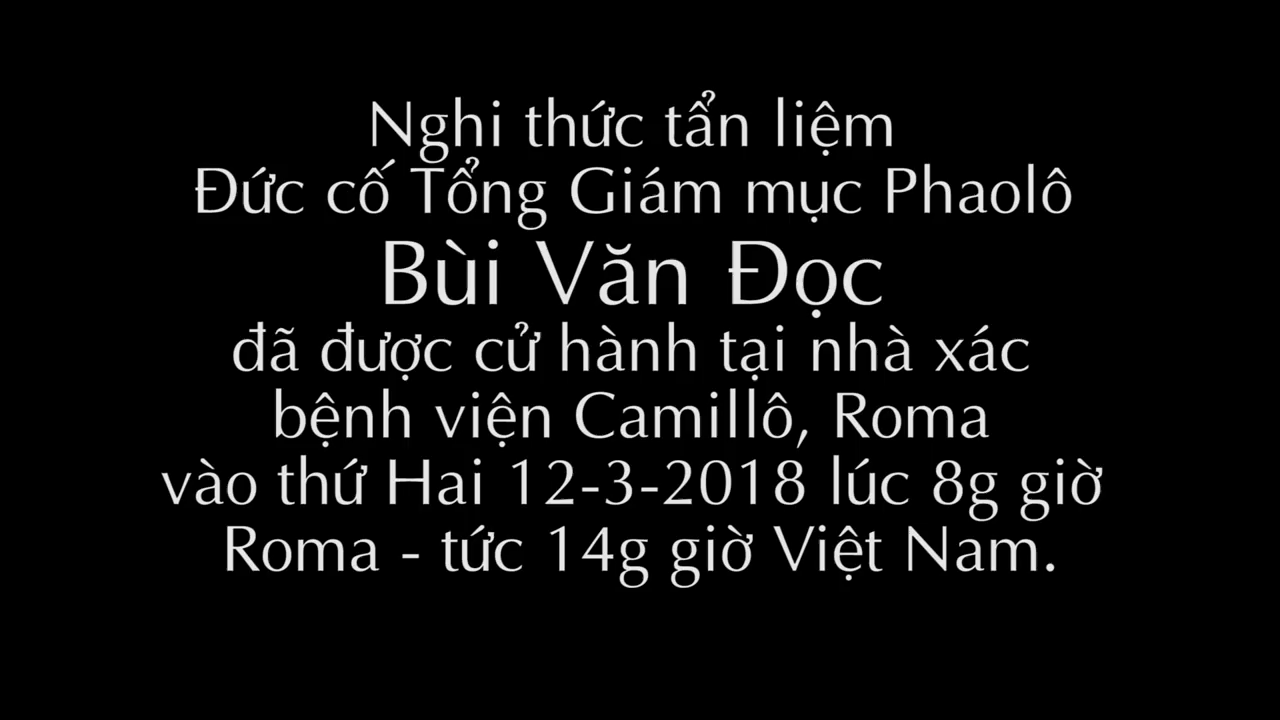 Nghi thức tẩn liệm
Đức cố Tổng Giám mục Phaolô
Bùi Văn Đọc
đã được cử hành tại nhà xác
bệnh viện Camillô, Roma
vào thứ Hai 12-3-2018 lúc 8g giờ
Roma - tức 14g giờ Việt Nam.